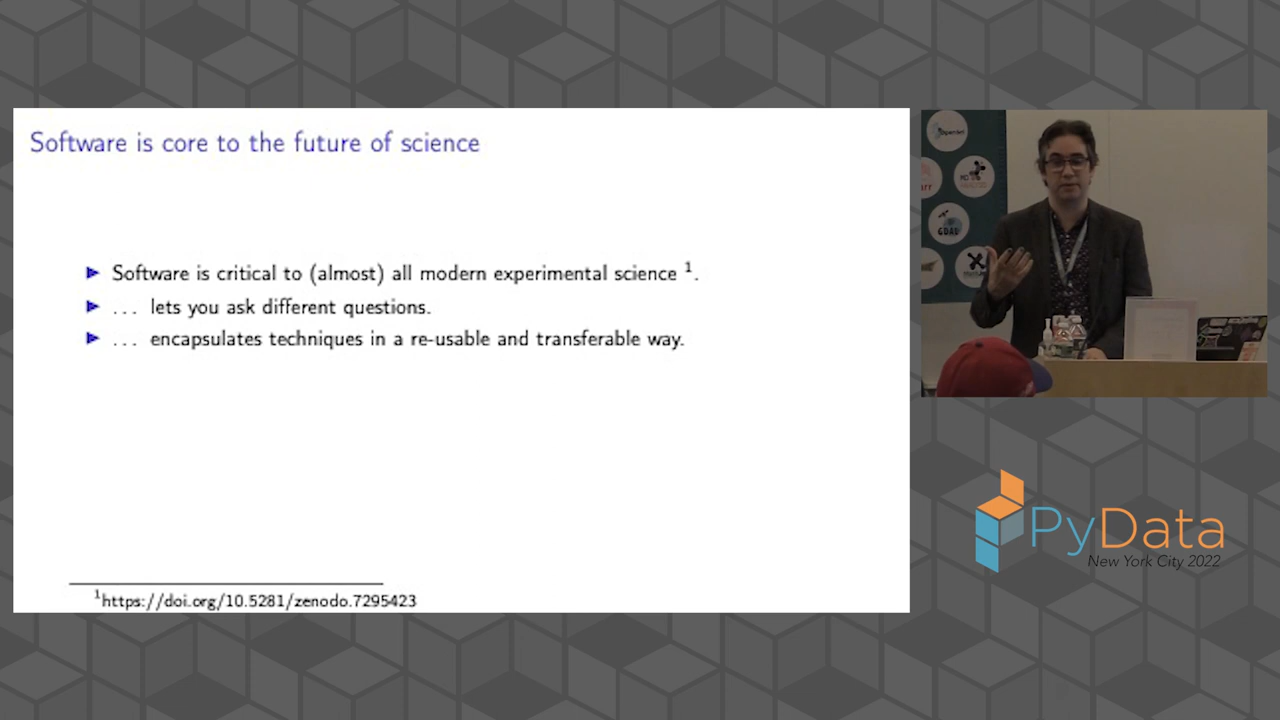 Software is core to the future of science
Software is critical to (almost) all modern experimental science 1.
... lets you ask different questions.
... encapsulates techniques in a re-usable and transferable way.
1https://doi.org/10.5281/zenodo.7295423
GDAL
PyData
New York City 2022